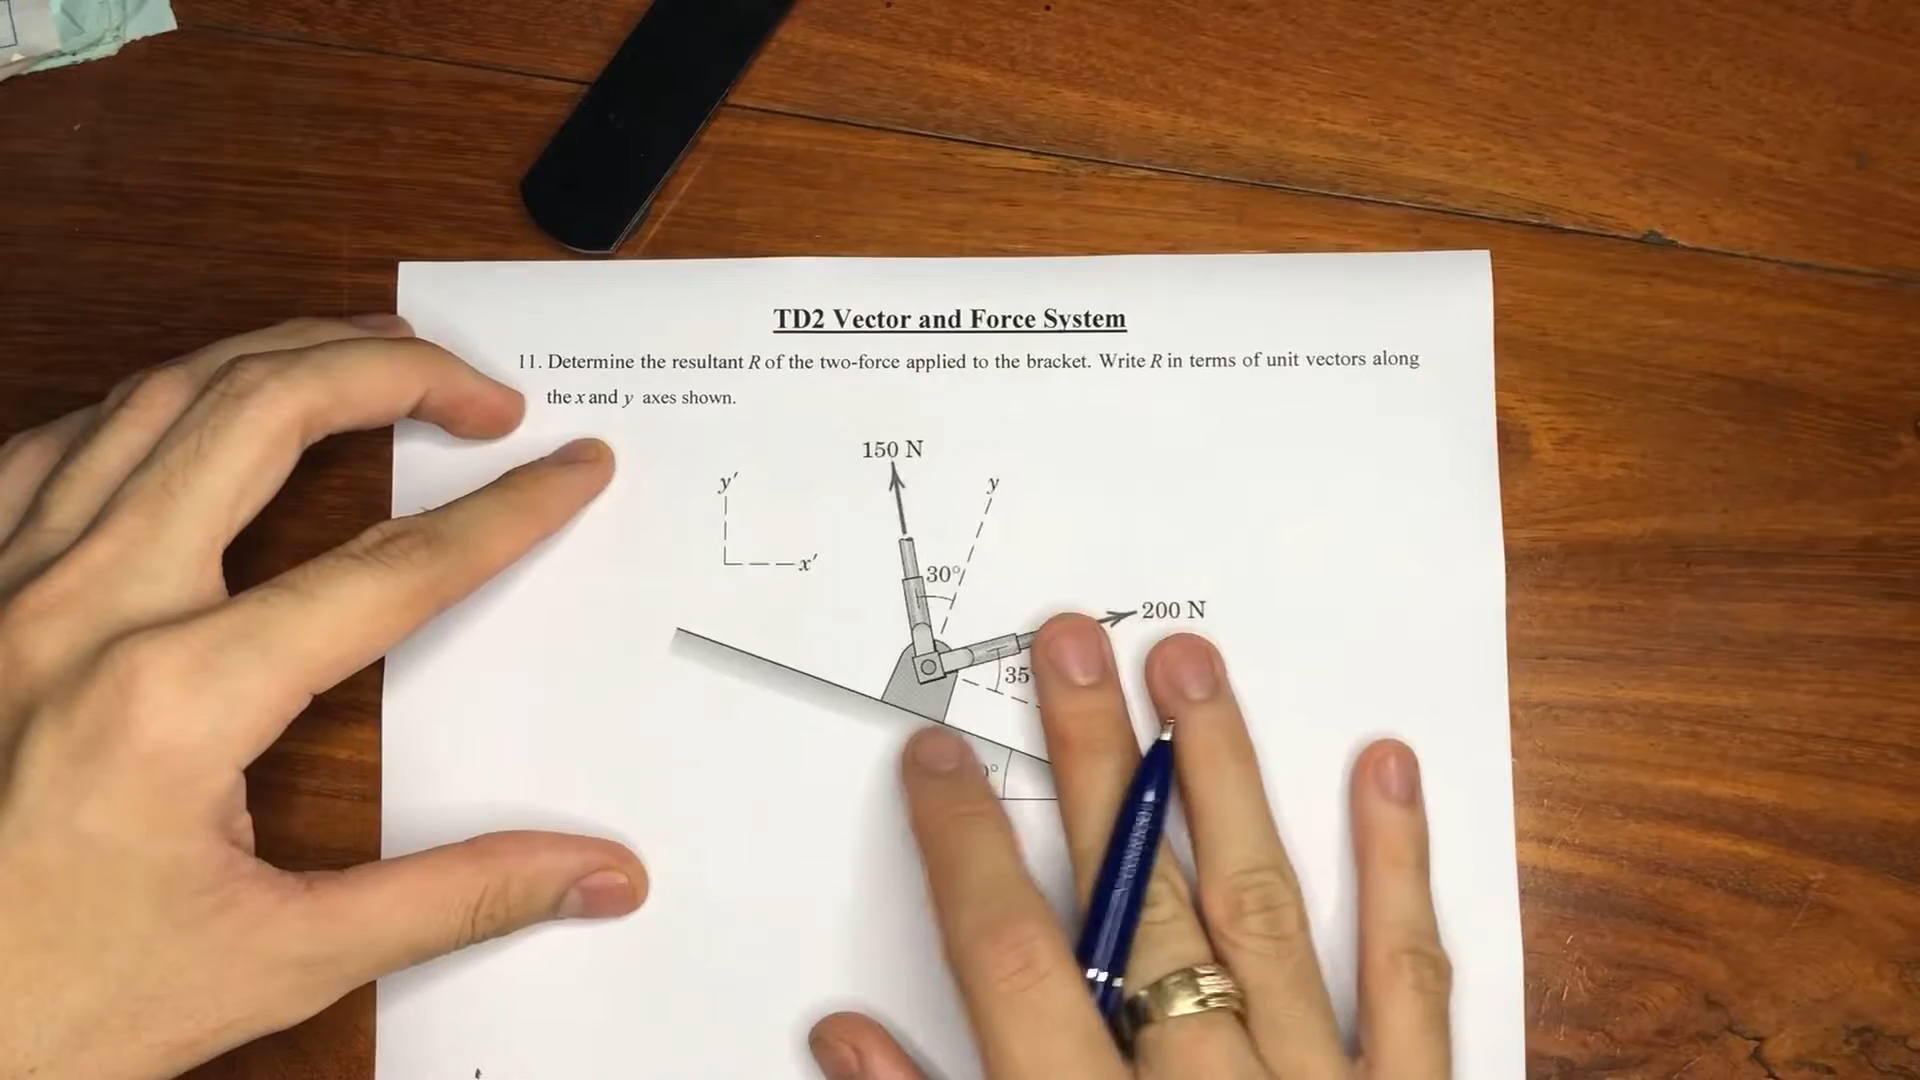 TD2 Vector and Force System
11. Determine the resultant R of the two-force applied to the bracket. Write R in terms of unit vectors along
the x and y axes shown.
150 N
y′
y
x′
30°
200 N
35